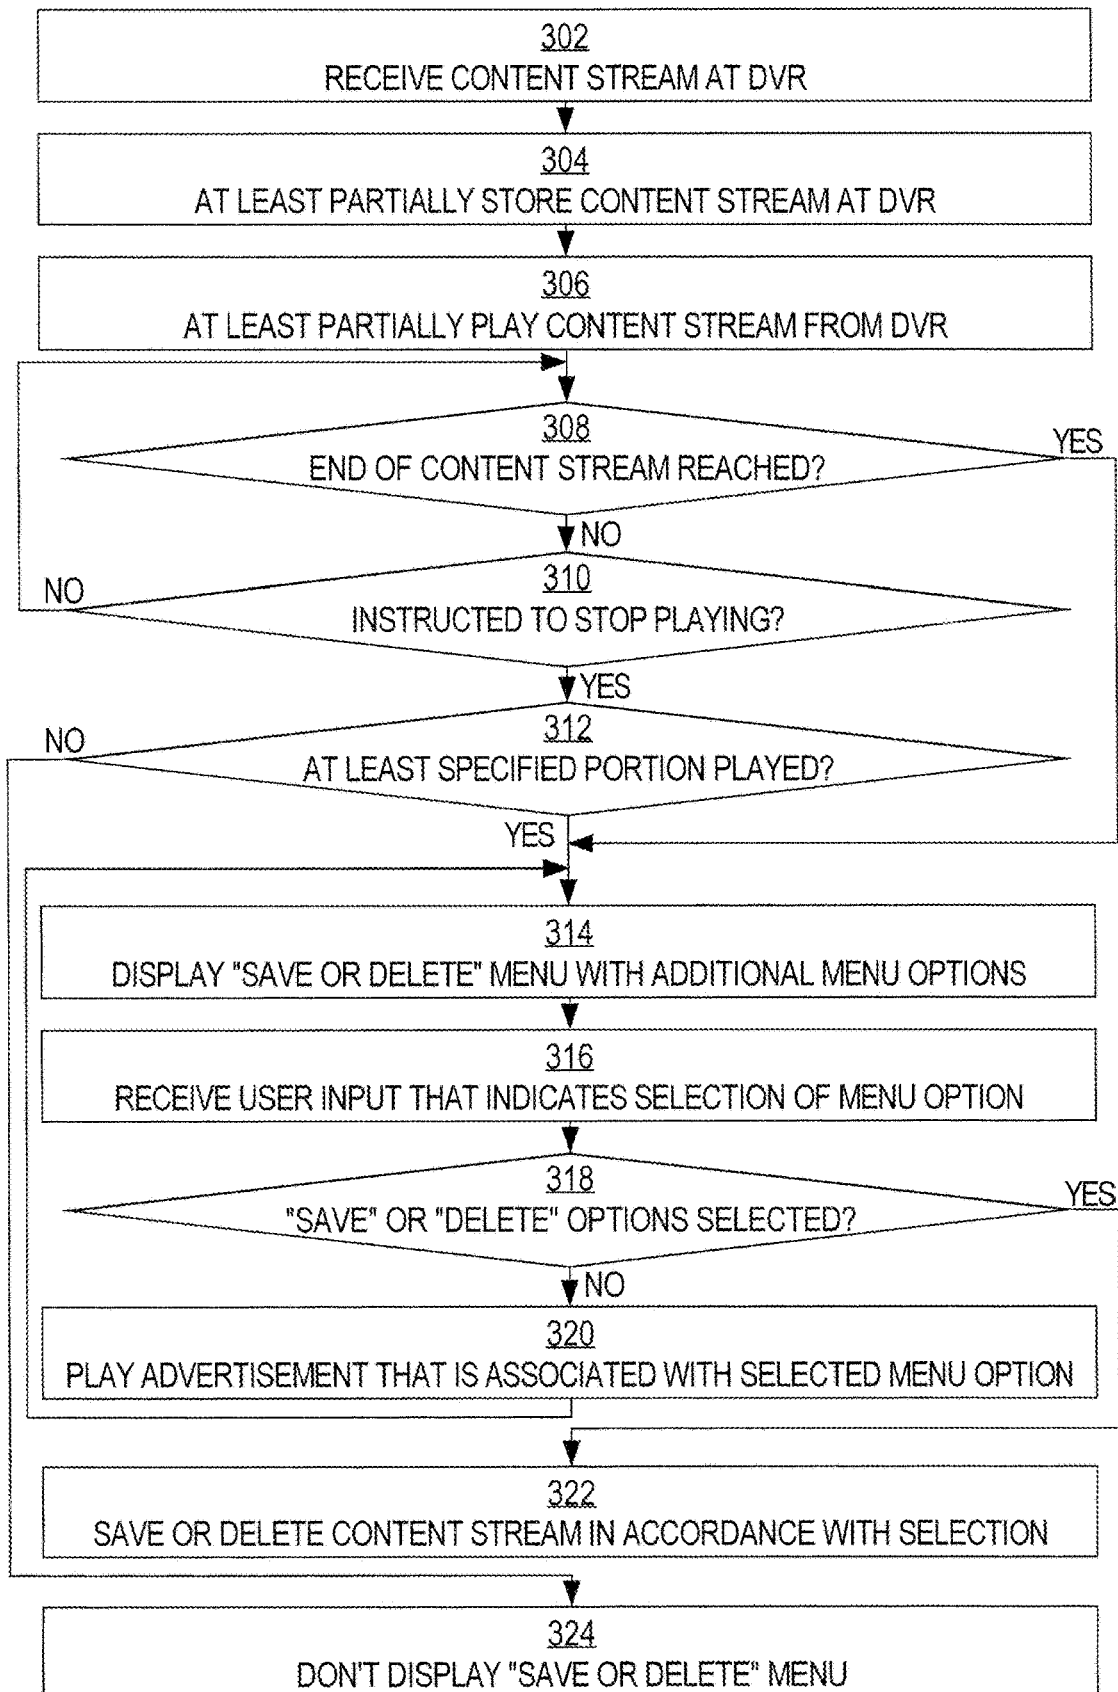 302
RECEIVE CONTENT STREAM AT DVR
304
AT LEAST PARTIALLY STORE CONTENT STREAM AT DVR
306
AT LEAST PARTIALLY PLAY CONTENT STREAM FROM DVR
308
END OF CONTENT STREAM REACHED?
YES
NO
310
INSTRUCTED TO STOP PLAYING?
NO
YES
312
AT LEAST SPECIFIED PORTION PLAYED?
NO
YES
314
DISPLAY "SAVE OR DELETE" MENU WITH ADDITIONAL MENU OPTIONS
316
RECEIVE USER INPUT THAT INDICATES SELECTION OF MENU OPTION
318
"SAVE" OR "DELETE" OPTIONS SELECTED?
YES
NO
320
PLAY ADVERTISEMENT THAT IS ASSOCIATED WITH SELECTED MENU OPTION
322
SAVE OR DELETE CONTENT STREAM IN ACCORDANCE WITH SELECTION
324
DON'T DISPLAY "SAVE OR DELETE" MENU